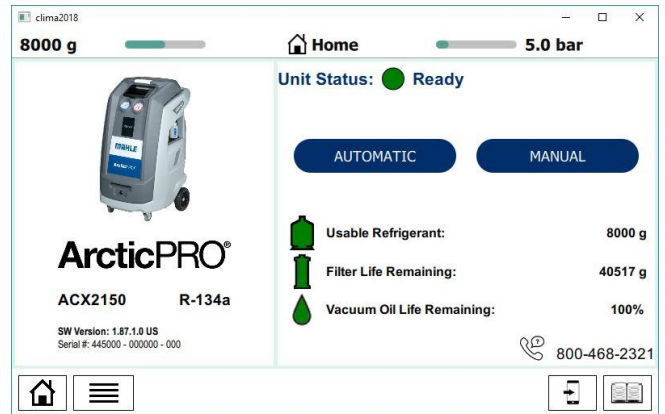 clima2018
8000 g
Home
5.0 bar
Unit Status: Ready
MAHLE
ArcticPRO
AUTOMATIC
MANUAL
ArcticPRO®
ACX2150 R-134a
SW Version: 1.87.1.0 US
Serial #: 445000 - 000000 - 000
Usable Refrigerant: 8000 g
Filter Life Remaining: 40517 g
Vacuum Oil Life Remaining: 100%
800-468-2321